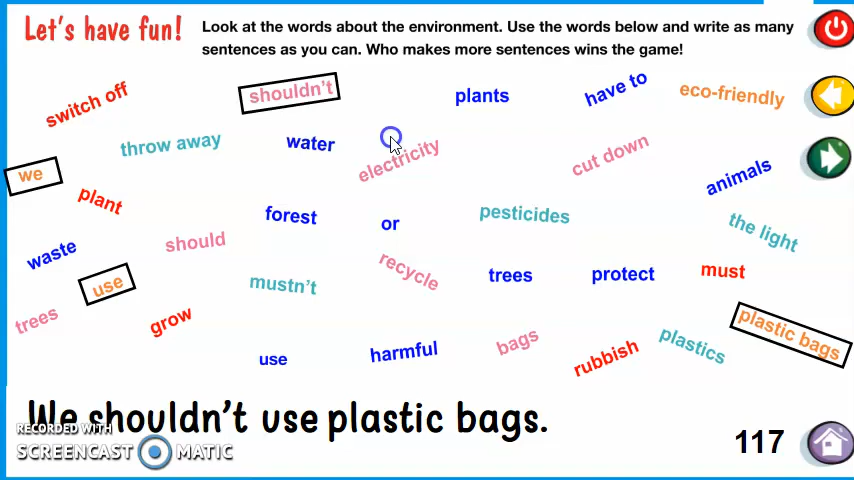 Let's have fun!
Look at the words about the environment. Use the words below and write as many
sentences as you can. Who makes more sentences wins the game!
switch off
shouldn't
plants
have to
eco-friendly
throw away
water
electricity
cut down
we
plant
animals
forest
or
pesticides
the light
waste
should
use
mustn't
recycle
trees
protect
must
trees
grow
plastic bags
use
harmful
bags
rubbish
plastics
We shouldn't use plastic bags.
RECORDED WITH
SCREENCAST MATIC
117